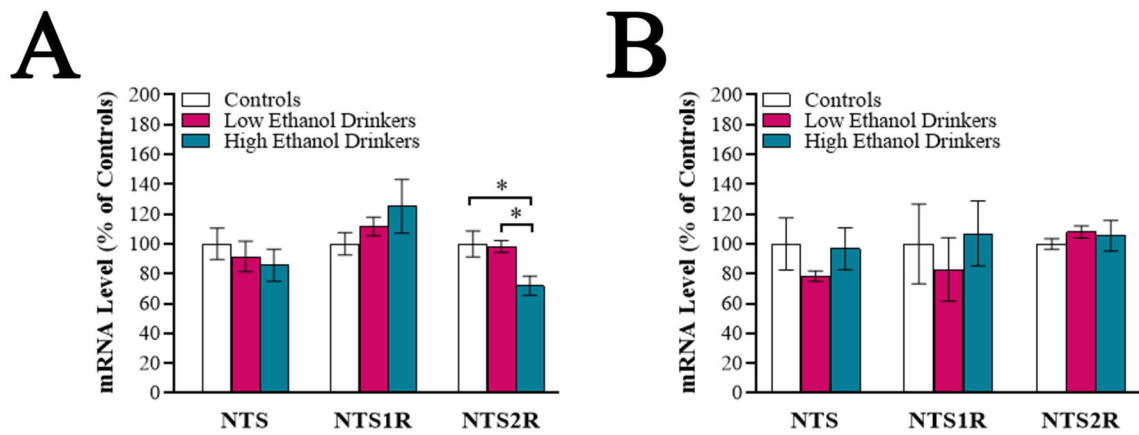 A
mRNA Level (% of Controls)
200
180
160
140
120
100
80
60
40
20
0
Controls
Low Ethanol Drinkers
High Ethanol Drinkers
*
*
NTS NTS1R NTS2R
B
mRNA Level (% of Controls)
200
180
160
140
120
100
80
60
40
20
0
Controls
Low Ethanol Drinkers
High Ethanol Drinkers
NTS NTS1R NTS2R